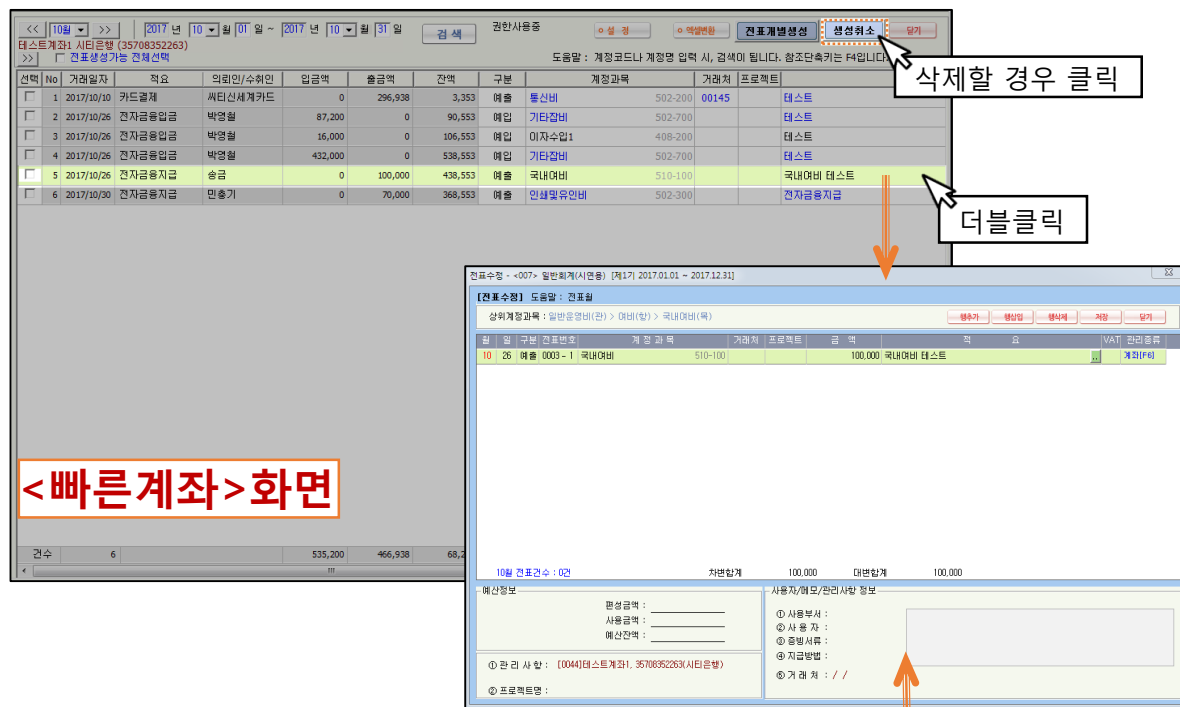 << 10월 >> 2017 년 10 월 01 일 ~ 2017 년 10 월 31 일 검 색 권한사용중 설 정 엑셀변환 전표개별생성 생성취소 닫기
테스트계좌1 시티은행 (35708352263)
>> 전표생성가능 전체선택 도움말 : 계정코드나 계정명 입력 시, 검색이 됩니다. 참조단축키는 F4입니다.
삭제할 경우 클릭
선택 No 거래일자 적요 의뢰인/수취인 입금액 출금액 잔액 구분 계정과목 거래처 프로젝트
1 2017/10/10 카드결제 씨티신세계카드 0 296,938 3,353 예출 통신비 502-200 00145 테스트
2 2017/10/26 전자금융입금 박영철 87,200 0 90,553 예입 기타잡비 502-700 테스트
3 2017/10/26 전자금융입금 박영철 16,000 0 106,553 예입 이자수입1 408-200 테스트
4 2017/10/26 전자금융입금 박영철 432,000 0 538,553 예입 기타잡비 502-700 테스트
5 2017/10/26 전자금융지급 송금 0 100,000 438,553 예출 국내여비 510-100 국내여비 테스트
6 2017/10/30 전자금융지급 민충기 0 70,000 368,553 예출 인쇄및유인비 502-300 전자금융지급
더블클릭
전표수정 - <007> 일반회계(시연용) [제17] 2017.01.01 ~ 2017.12.31]
[전표수정] 도움말 : 전표월
상위계정과목 : 일반운영비(관) > 여비(항) > 국내여비(목) 행추가 행삽입 행삭제 저장 닫기
월 일 구분 전표번호 계 정 과 목 거래처 프로젝트 금 액 적 요 VAT 관리종류
10 26 예출 0003 - 1 국내여비 510-100 100,000 국내여비 테스트 .. 계좌[F6]
<빠른계좌>화면
건수 6 535,200 466,938
10월 전표건수 : 0건 차변합계 100,000 대변합계 100,000
예산정보 사용자/메모/관리사항 정보
편성금액 :
사용금액 :
예산잔액 :
① 사용부서 :
② 사 용 자 :
③ 증빙서류 :
④ 지급방법 :
⑤ 거 래 처 : / /
① 관 리 사 항 : [0044]테스트계좌1, 35708352263(시티은행)
② 프로젝트명 :